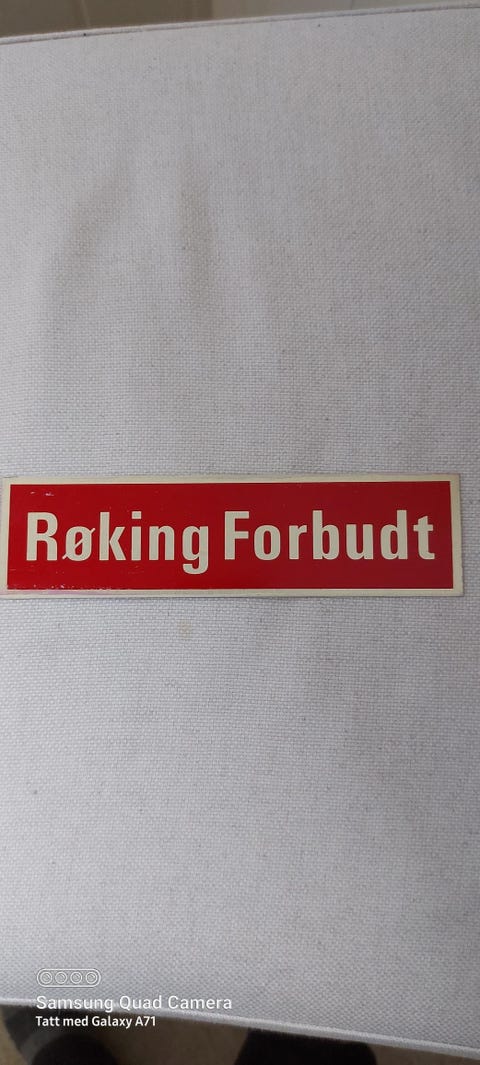 Røking Forbudt
Samsung Quad Camera
Tatt med Galaxy A71